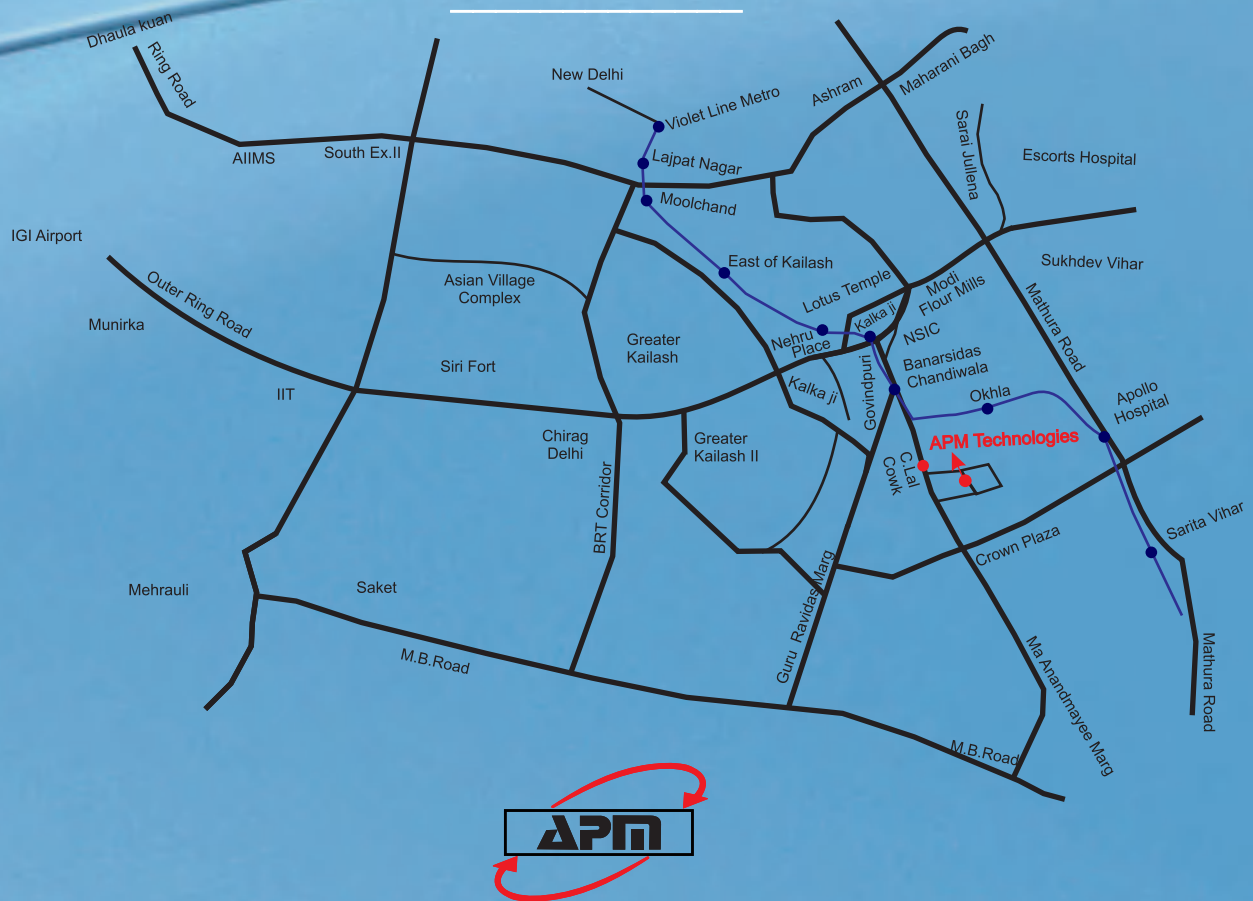 Dhaula kuan
Ring Road
New Delhi
Violet Line Metro
Ashram
Maharani Bagh
AIIMS
South Ex.II
Lajpat Nagar
Moolchand
Sarai Jullena
Escorts Hospital
IGI Airport
Outer Ring Road
Munirka
Asian Village
Complex
East of Kailash
Lotus Temple
Modi
Flour Mills
Sukhdev Vihar
Mathura Road
Kalka ji
NSIC
Nehru
Place
Greater
Kailash
Siri Fort
IIT
Kalka ji
Govindpuri
Banarsidas
Chandiwala
Okhla
Apollo
Hospital
Chirag
Delhi
Greater
Kailash II
APM Technologies
C.Lal
Cowk
BRT Corridor
Sarita Vihar
Crown Plaza
Mehrauli
Saket
Guru Ravidas Marg
M.B.Road
Ma Anandmayee Marg
Mathura Road
M.B.Road
APM